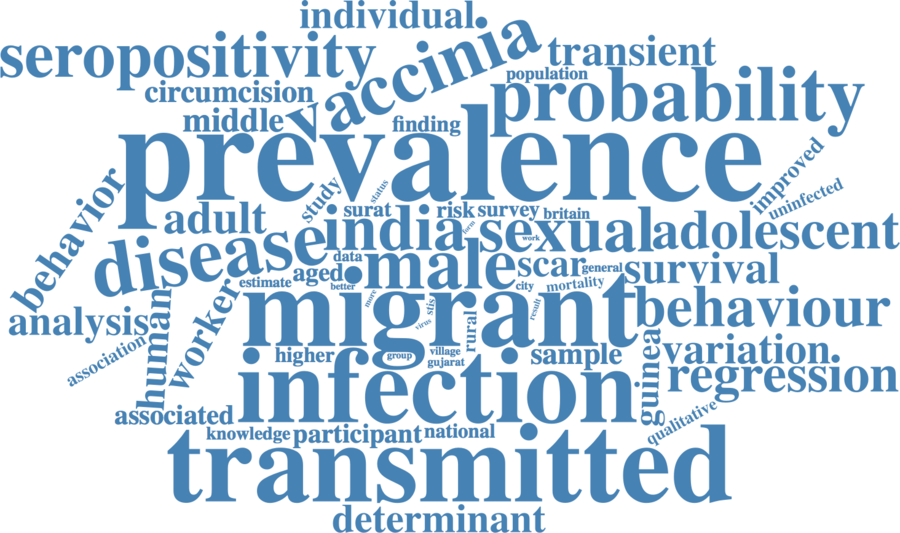 individual
seropositivity
vaccinia
transient
population
circumcision
probability
middle
finding
prevalence
improved
uninfected
behavior
study
status
adult
surat
risk
survey
britain
india
sexual
adolescent
disease
data
male
scar
general
survival
estimate
aged
better
city
mortality
work
migrant
behaviour
more
stis
virus
result
rural
human
worker
analysis
association
higher
group
village
gujarat
sample
guinea
variation
regression
infection
associated
knowledge
participant
national
qualitative
transmitted
determinant